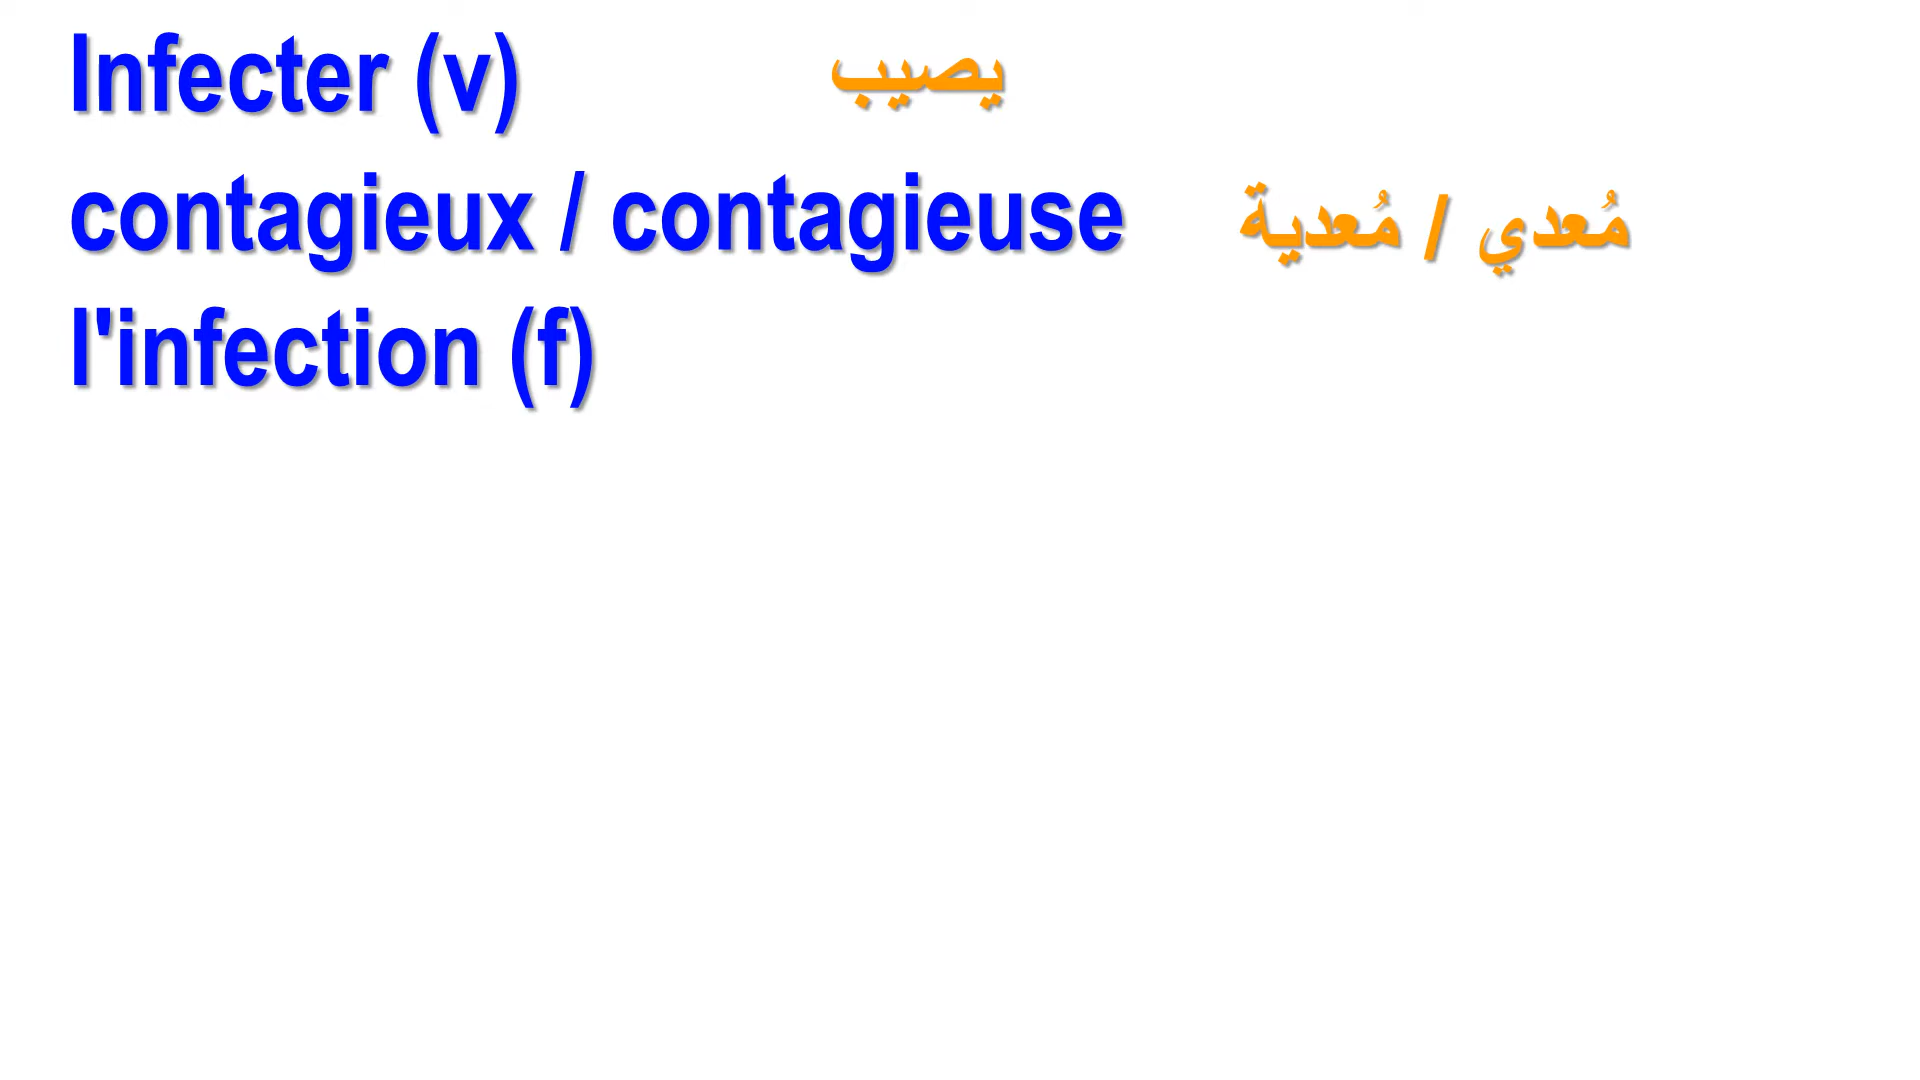 Infecter (v) يصيب
contagieux / contagieuse مُعدي / مُعدية
l'infection (f)